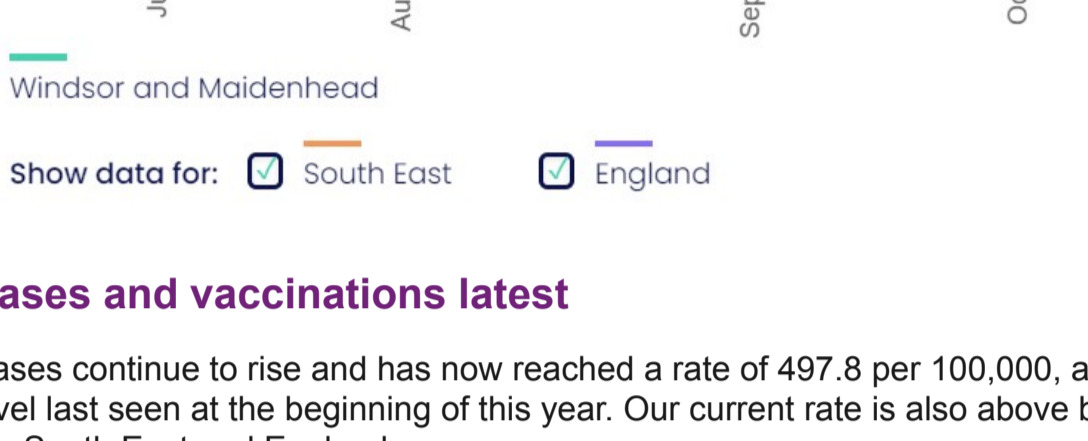 Windsor and Maidenhead
Show data for: South East England
ases and vaccinations latest
ases continue to rise and has now reached a rate of 497.8 per 100,000, a
vel last seen at the beginning of this year. Our current rate is also above b